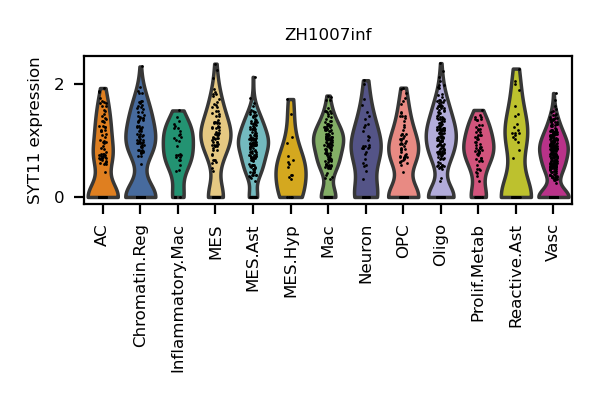 ZH1007inf
SYT11 expression
2
0
AC
Chromatin.Reg
Inflammatory.Mac
MES
MES.Ast
MES.Hyp
Mac
Neuron
OPC
Oligo
Prolif.Metab
Reactive.Ast
Vasc